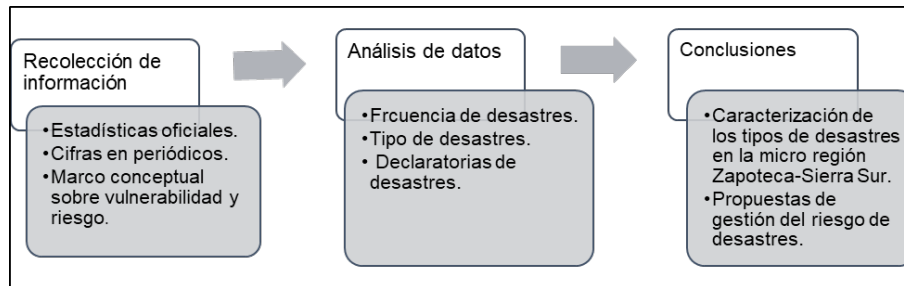 Recolección de
información
•Estadísticas oficiales.
•Cifras en periódicos.
•Marco conceptual
sobre vulnerabilidad y
riesgo.
Análisis de datos
•Frcuencia de desastres.
•Tipo de desastres.
• Declaratorias de
desastres.
Conclusiones
•Caracterización de
los tipos de desastres
en la micro región
Zapoteca-Sierra Sur.
•Propuestas de
gestión del riesgo de
desastres.